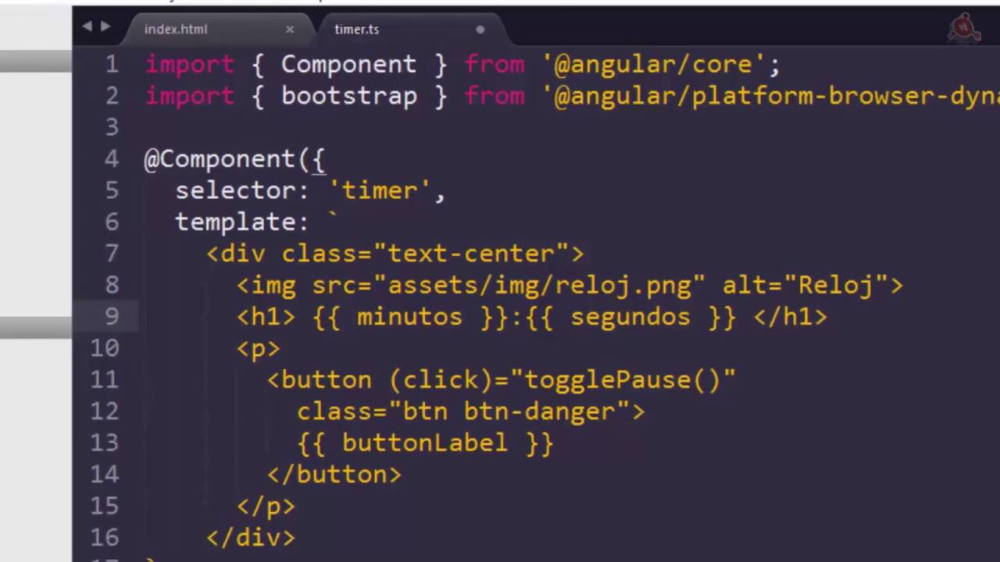 index.html × timer.ts
1 import { Component } from '@angular/core';
2 import { bootstrap } from '@angular/platform-browser-dyna
3
4 @Component({
5 selector: 'timer',
6 template: `
7 <div class="text-center">
8 <img src="assets/img/reloj.png" alt="Reloj">
9 <h1> {{ minutos }}:{{ segundos }} </h1>
10 <p>
11 <button (click)="togglePause()"
12 class="btn btn-danger">
13 {{ buttonLabel }}
14 </button>
15 </p>
16 </div>